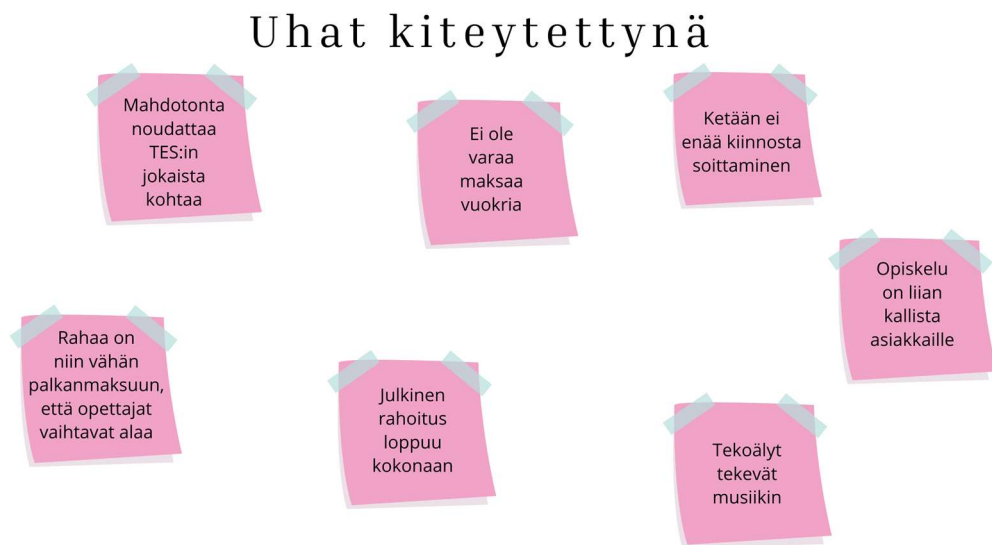 Uhat kiteytettynä
Mahdotonta
noudattaa
TES:in
jokaista
kohtaa
Ei ole
varaa
maksaa
vuokria
Ketään ei
enää kiinnosta
soittaminen
Opiskelu
on liian
kallista
asiakkaille
Rahaa on
niin vähän
palkanmaksuun,
että opettajat
vaihtavat alaa
Julkinen
rahoitus
loppuu
kokonaan
Tekoälyt
tekevät
musiikin